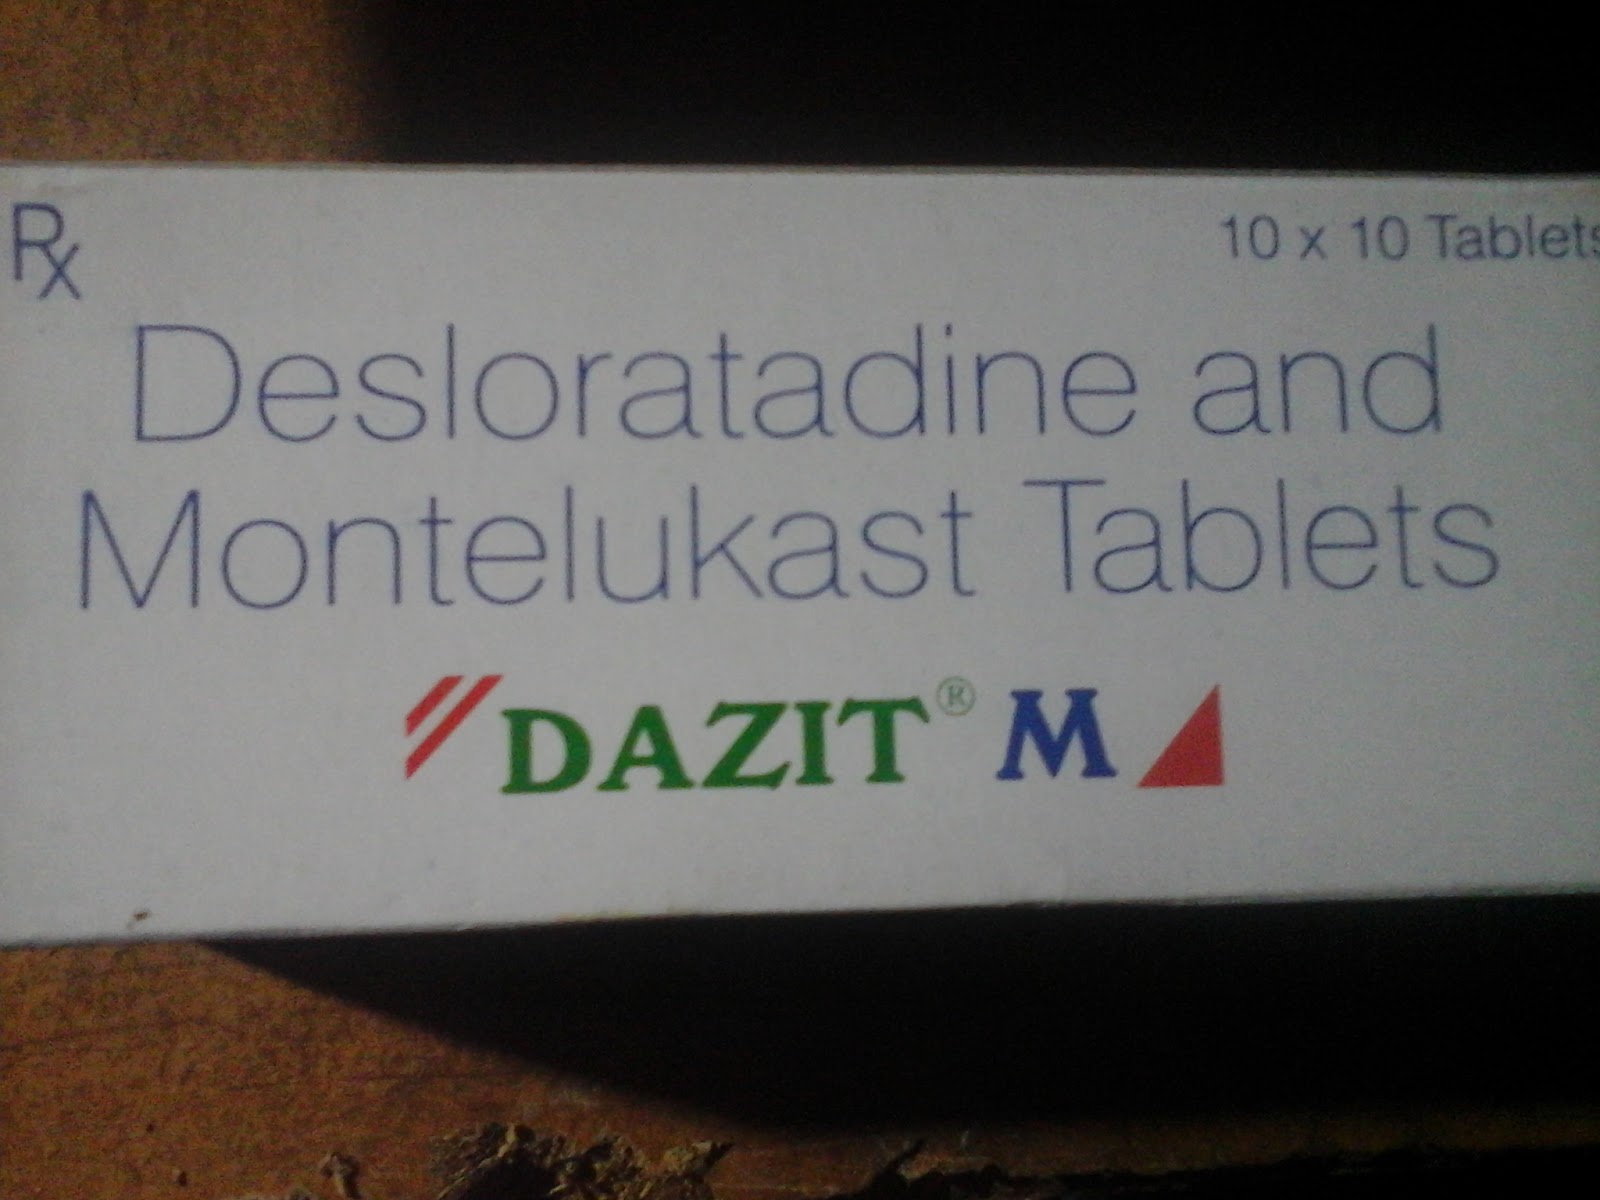 Rx
10 x 10 Tablets
Desloratadine and
Montelukast Tablets
DAZIT® M